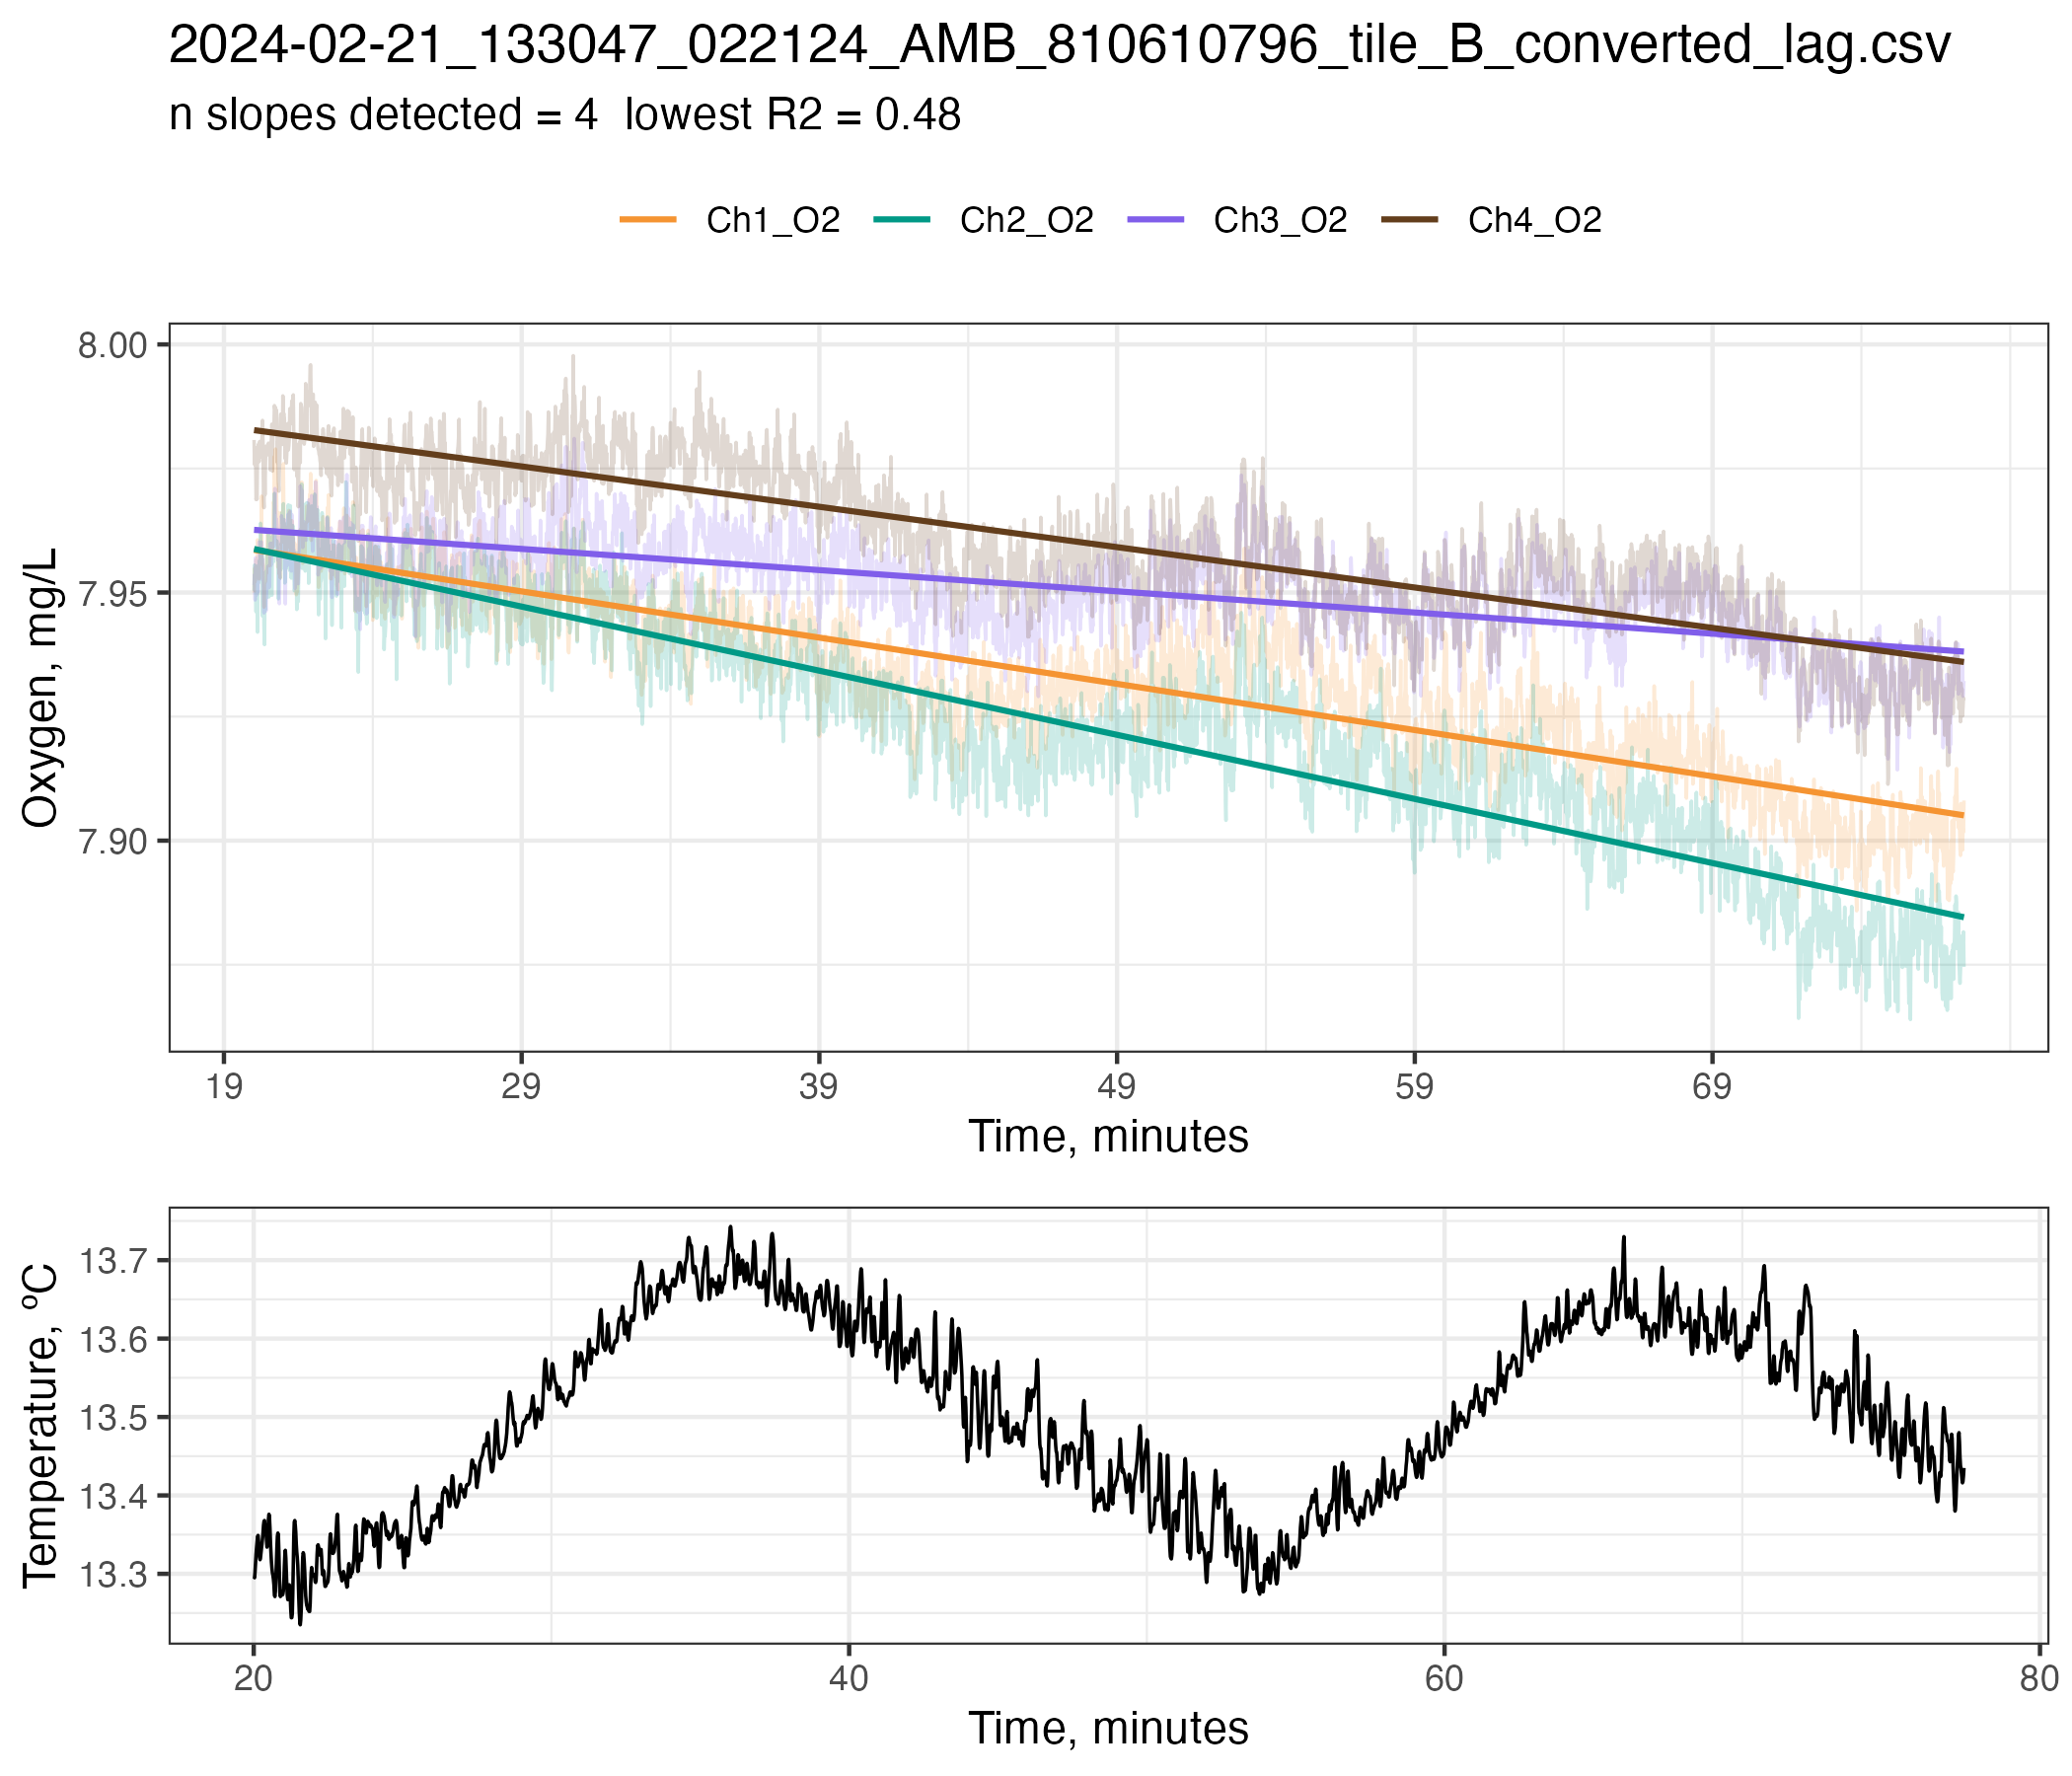 2024-02-21_133047_022124_AMB_810610796_tile_B_converted_lag.csv
n slopes detected = 4  lowest R2 = 0.48
Ch1_O2 Ch2_O2 Ch3_O2 Ch4_O2
Oxygen, mg/L
8.00
7.95
7.90
19 29 39 49 59 69
Time, minutes
Temperature, ºC
13.7
13.6
13.5
13.4
13.3
20 40 60 80
Time, minutes